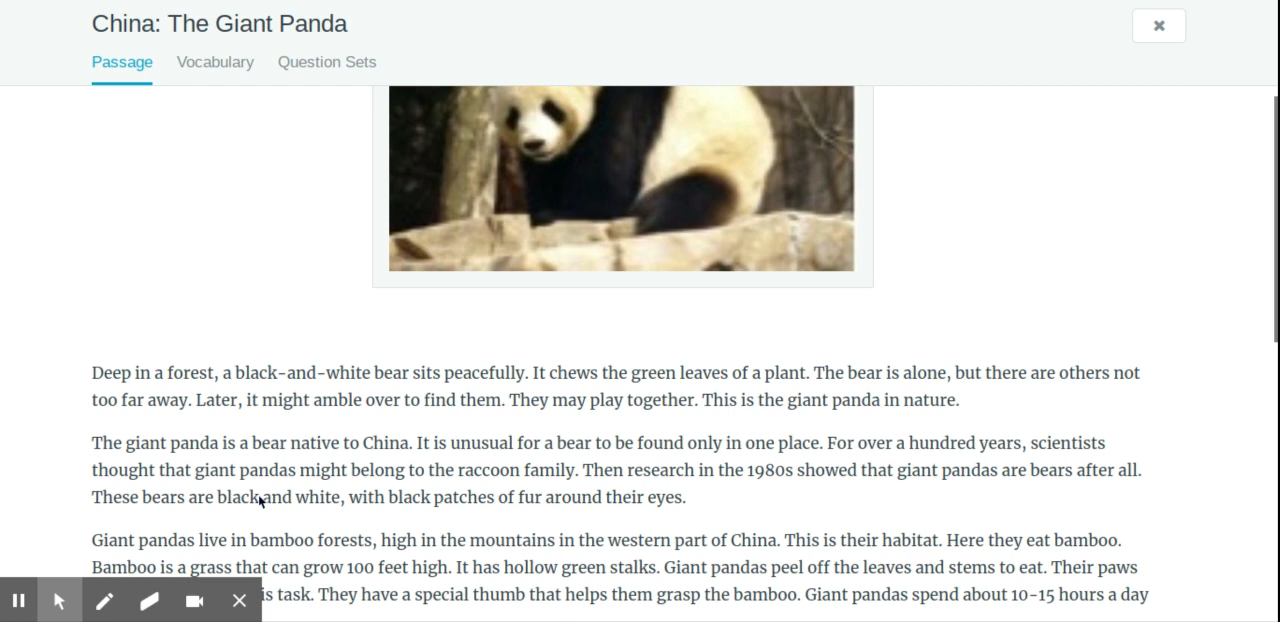 China: The Giant Panda
Passage Vocabulary Question Sets
Deep in a forest, a black-and-white bear sits peacefully. It chews the green leaves of a plant. The bear is alone, but there are others not
too far away. Later, it might amble over to find them. They may play together. This is the giant panda in nature.
The giant panda is a bear native to China. It is unusual for a bear to be found only in one place. For over a hundred years, scientists
thought that giant pandas might belong to the raccoon family. Then research in the 1980s showed that giant pandas are bears after all.
These bears are black and white, with black patches of fur around their eyes.
Giant pandas live in bamboo forests, high in the mountains in the western part of China. This is their habitat. Here they eat bamboo.
Bamboo is a grass that can grow 100 feet high. It has hollow green stalks. Giant pandas peel off the leaves and stems to eat. Their paws
is task. They have a special thumb that helps them grasp the bamboo. Giant pandas spend about 10-15 hours a day